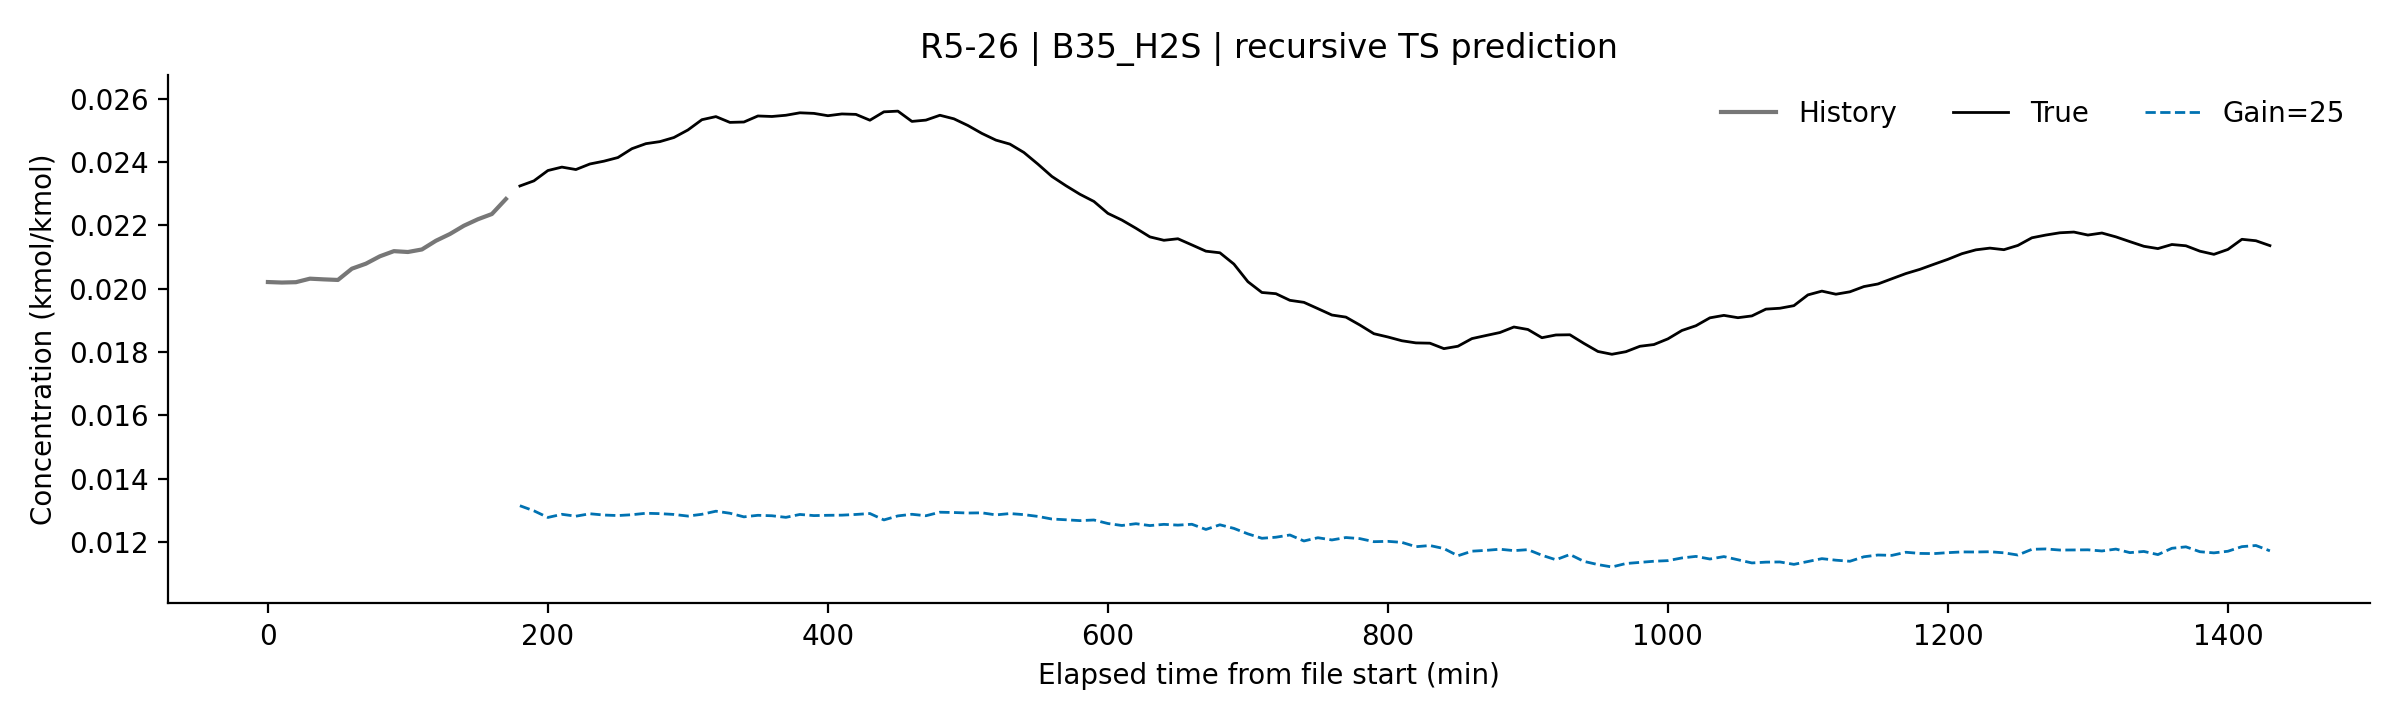 R5-26 | B35_H2S | recursive TS prediction
History
True
Gain=25
Concentration (kmol/kmol)
0.026
0.024
0.022
0.020
0.018
0.016
0.014
0.012
0 200 400 600 800 1000 1200 1400
Elapsed time from file start (min)